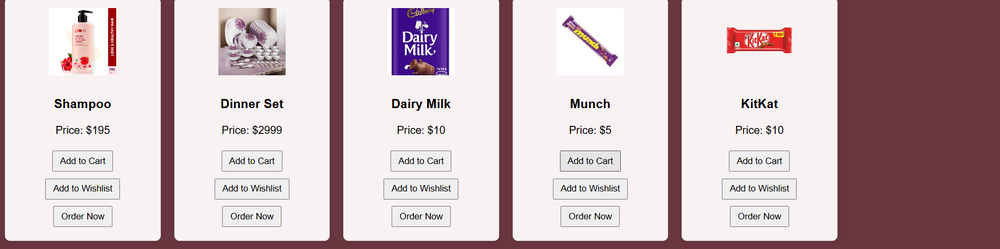 plum
LONG & HEALTHY HAIR
250
Cadbury
Dairy
Milk
Per Pack
munch
KitKat
₹10/-
Shampoo
Dinner Set
Dairy Milk
Munch
KitKat
Price: $195
Price: $2999
Price: $10
Price: $5
Price: $10
Add to Cart
Add to Cart
Add to Cart
Add to Cart
Add to Cart
Add to Wishlist
Add to Wishlist
Add to Wishlist
Add to Wishlist
Add to Wishlist
Order Now
Order Now
Order Now
Order Now
Order Now